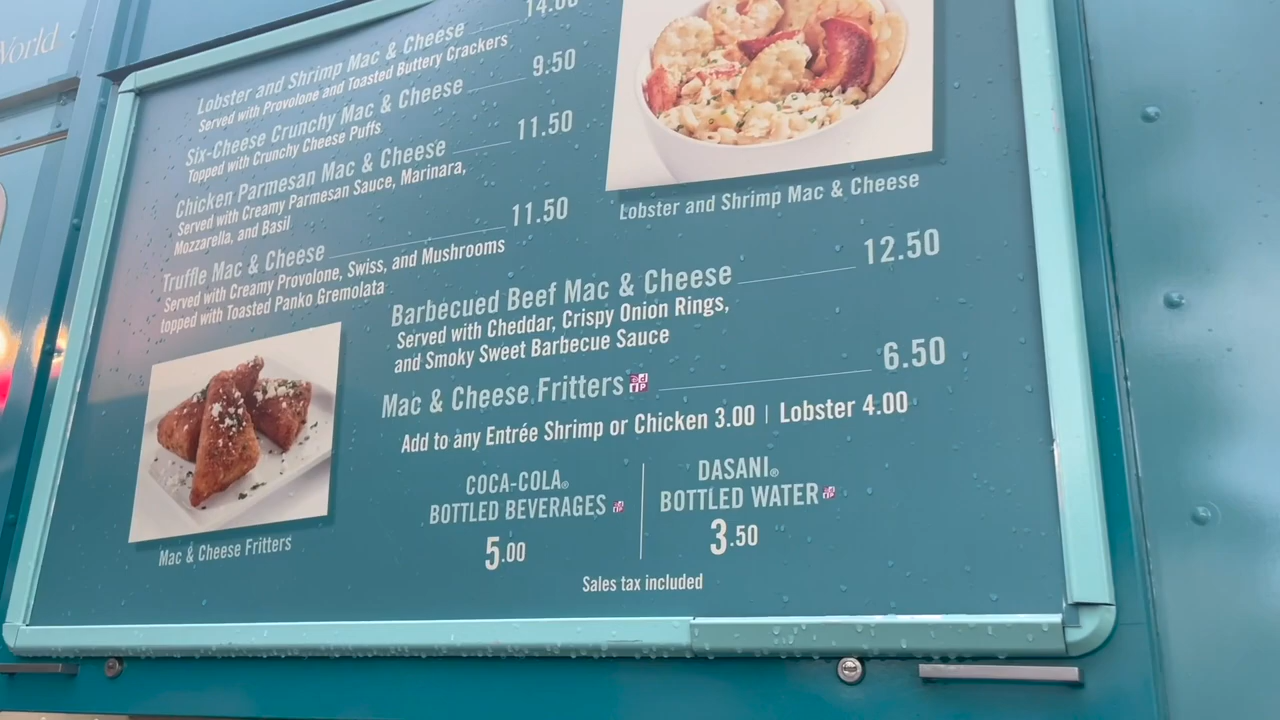 World
14.00
Lobster and Shrimp Mac & Cheese
Served with Provolone and Toasted Buttery Crackers
Six-Cheese Crunchy Mac & Cheese 9.50
Topped with Crunchy Cheese Puffs
Chicken Parmesan Mac & Cheese 11.50
Served with Creamy Parmesan Sauce, Marinara,
Mozzarella, and Basil
Truffle Mac & Cheese 11.50
Served with Creamy Provolone, Swiss, and Mushrooms
topped with Toasted Panko Gremolata
Lobster and Shrimp Mac & Cheese
Barbecued Beef Mac & Cheese 12.50
Served with Cheddar, Crispy Onion Rings,
and Smoky Sweet Barbecue Sauce
Mac & Cheese Fritters 6.50
Add to any Entrée Shrimp or Chicken 3.00 | Lobster 4.00
Mac & Cheese Fritters
COCA-COLA®
BOTTLED BEVERAGES
5.00
DASANI®
BOTTLED WATER
3.50
Sales tax included